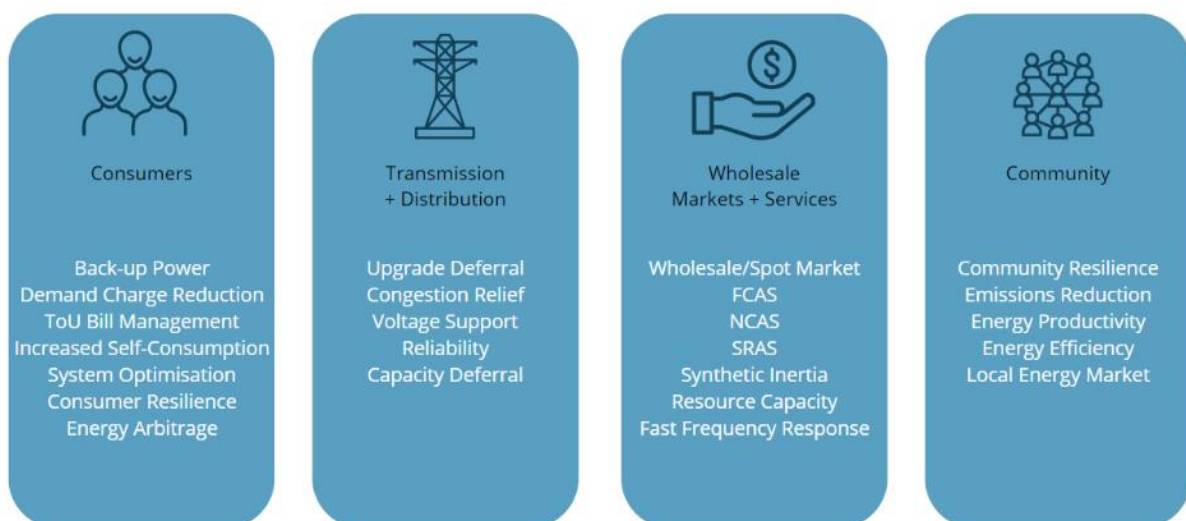 Consumers
Back-up Power
Demand Charge Reduction
ToU Bill Management
Increased Self-Consumption
System Optimisation
Consumer Resilience
Energy Arbitrage
Transmission
+ Distribution
Upgrade Deferral
Congestion Relief
Voltage Support
Reliability
Capacity Deferral
$
Wholesale
Markets + Services
Wholesale/Spot Market
FCAS
NCAS
SRAS
Synthetic Inertia
Resource Capacity
Fast Frequency Response
Community
Community Resilience
Emissions Reduction
Energy Productivity
Energy Efficiency
Local Energy Market